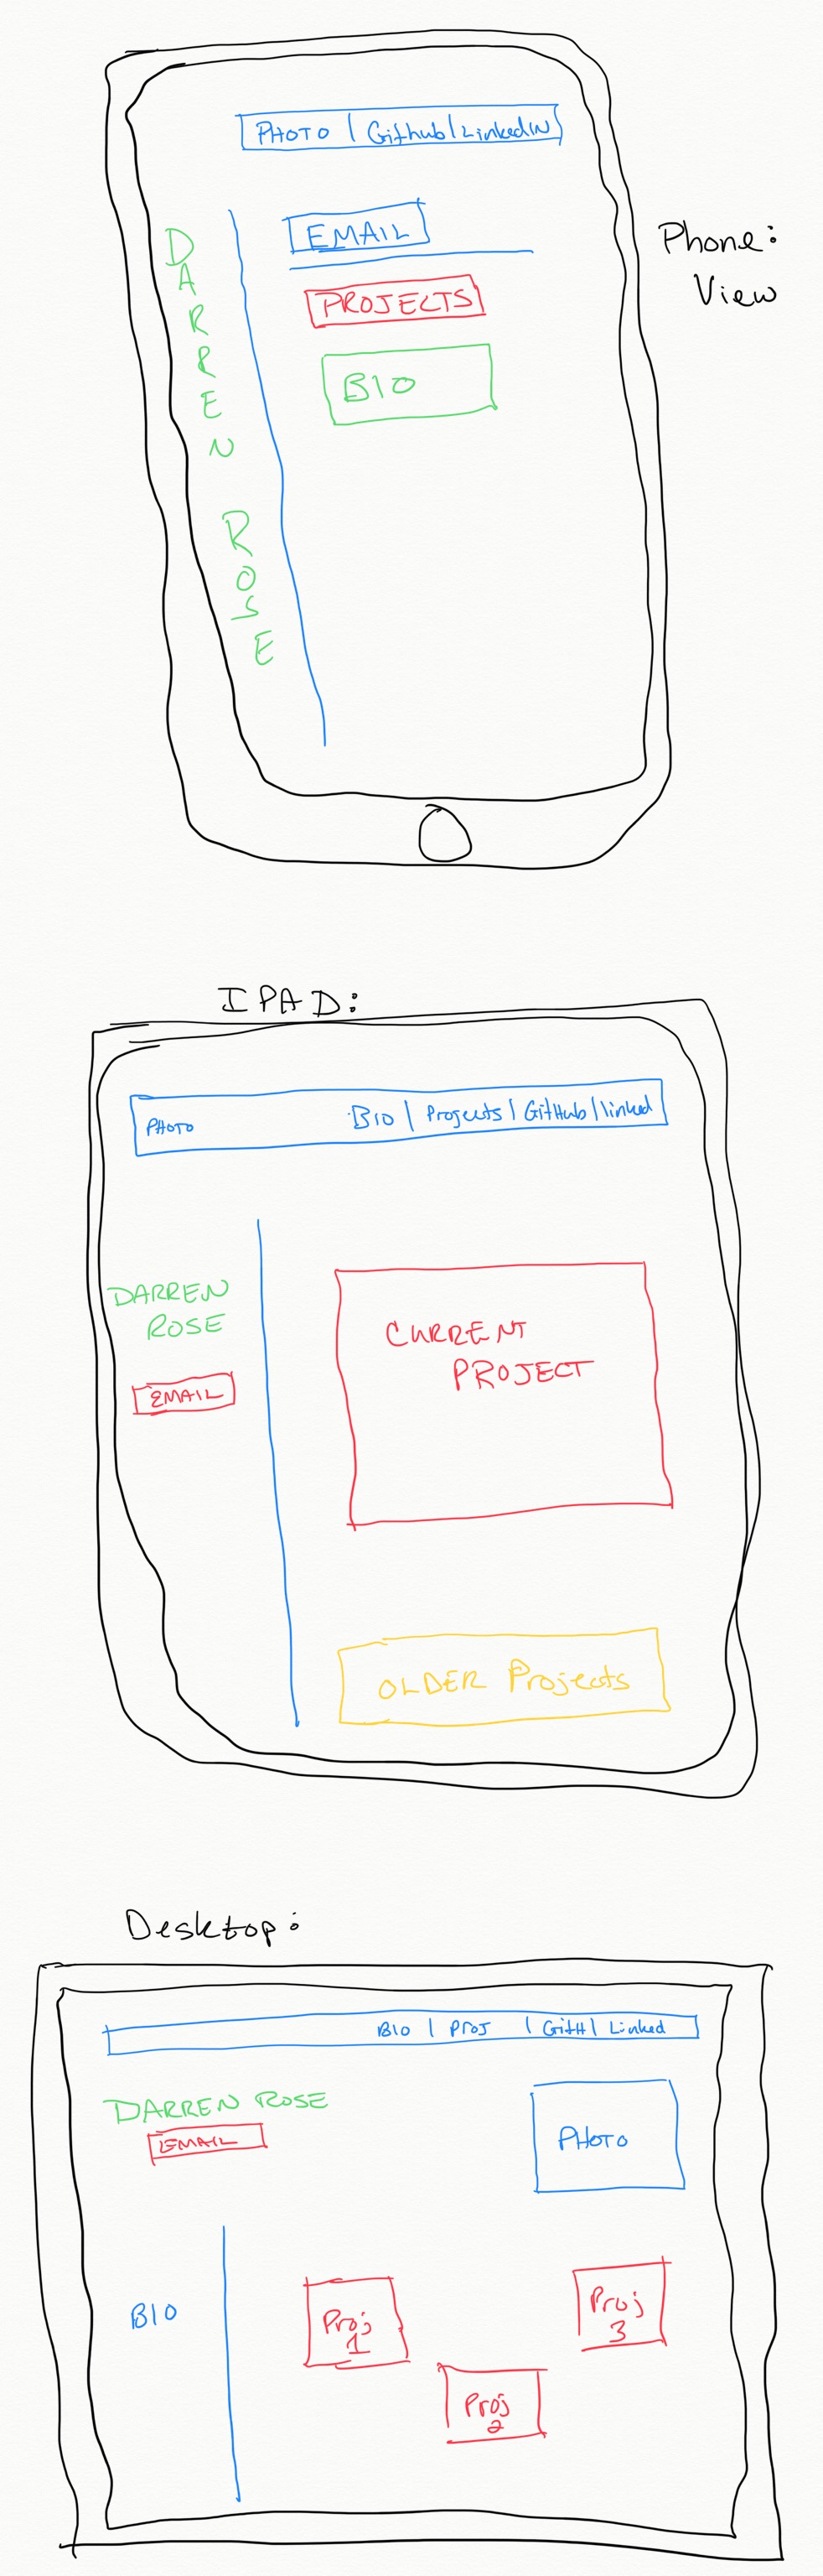 PHOTO | Github | LinkedIN
Phone:
View
EMAIL
DARREN ROSE
PROJECTS
BIO
IPAD:
PHOTO BIO | Projects | GitHub | linked
DARREN
ROSE
EMAIL
CURRENT
PROJECT
OLDER Projects
Desktop:
BIO | Proj | GitH | Linked
DARREN ROSE
EMAIL
PHOTO
BIO
Proj
1
Proj
2
Proj
3